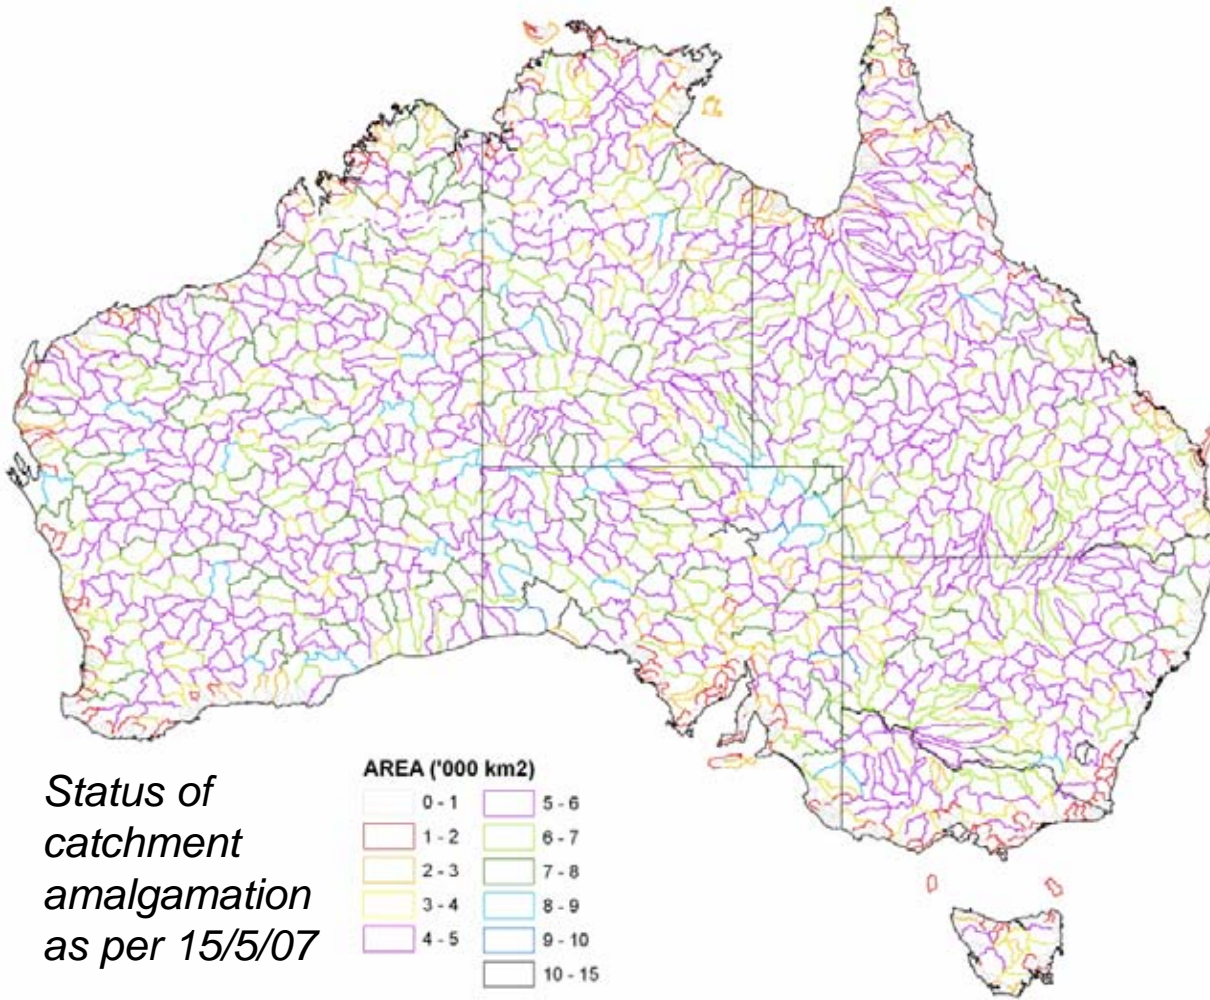 Status of
catchment
amalgamation
as per 15/5/07
AREA ('000 km2)
0 - 1
1 - 2
2 - 3
3 - 4
4 - 5
5 - 6
6 - 7
7 - 8
8 - 9
9 - 10
10 - 15